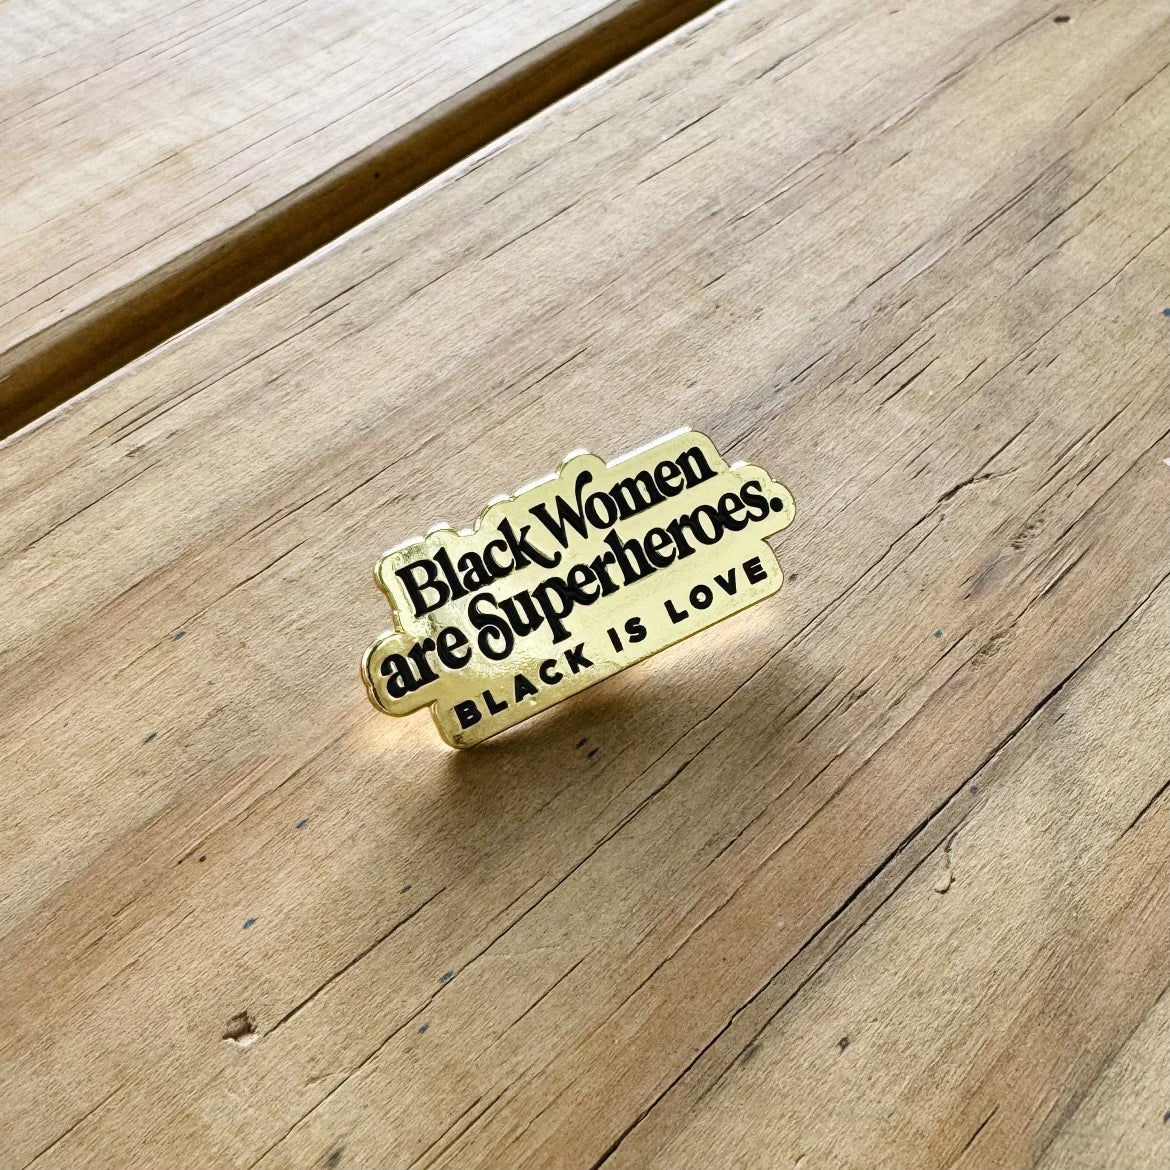 Black Women
are Superheroes.
BLACK IS LOVE